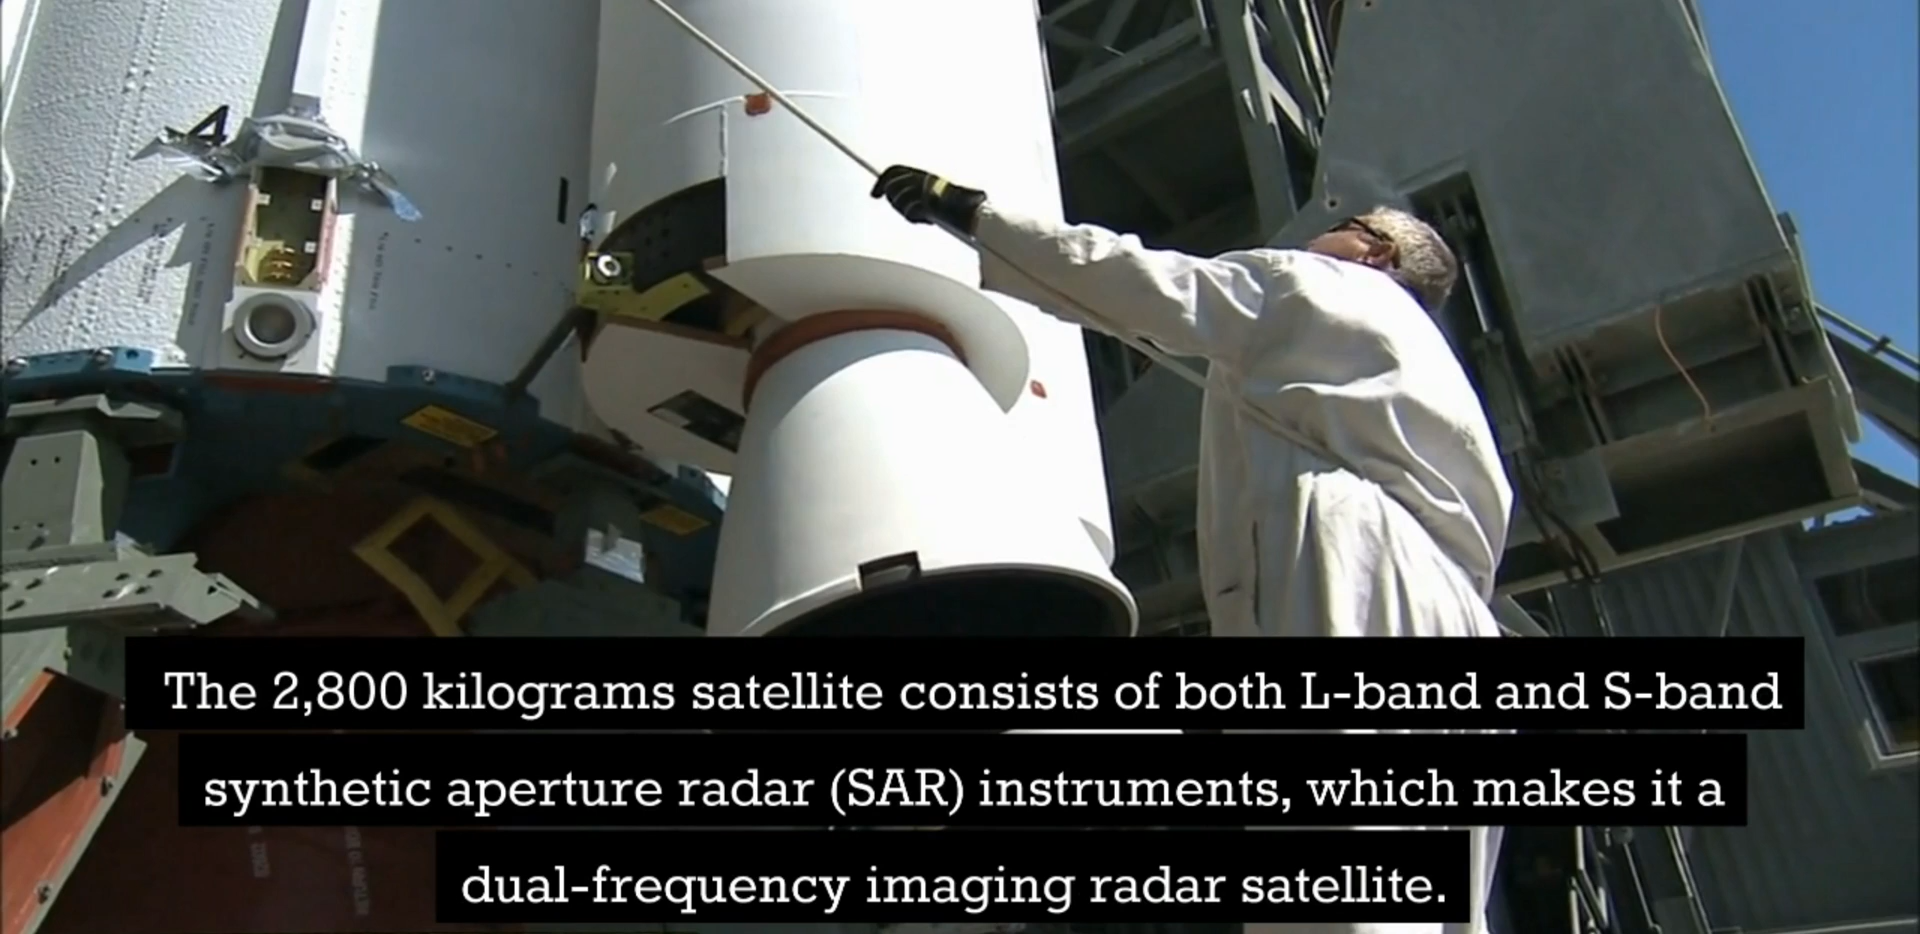 The 2,800 kilograms satellite consists of both L-band and S-band
synthetic aperture radar (SAR) instruments, which makes it a
dual-frequency imaging radar satellite.